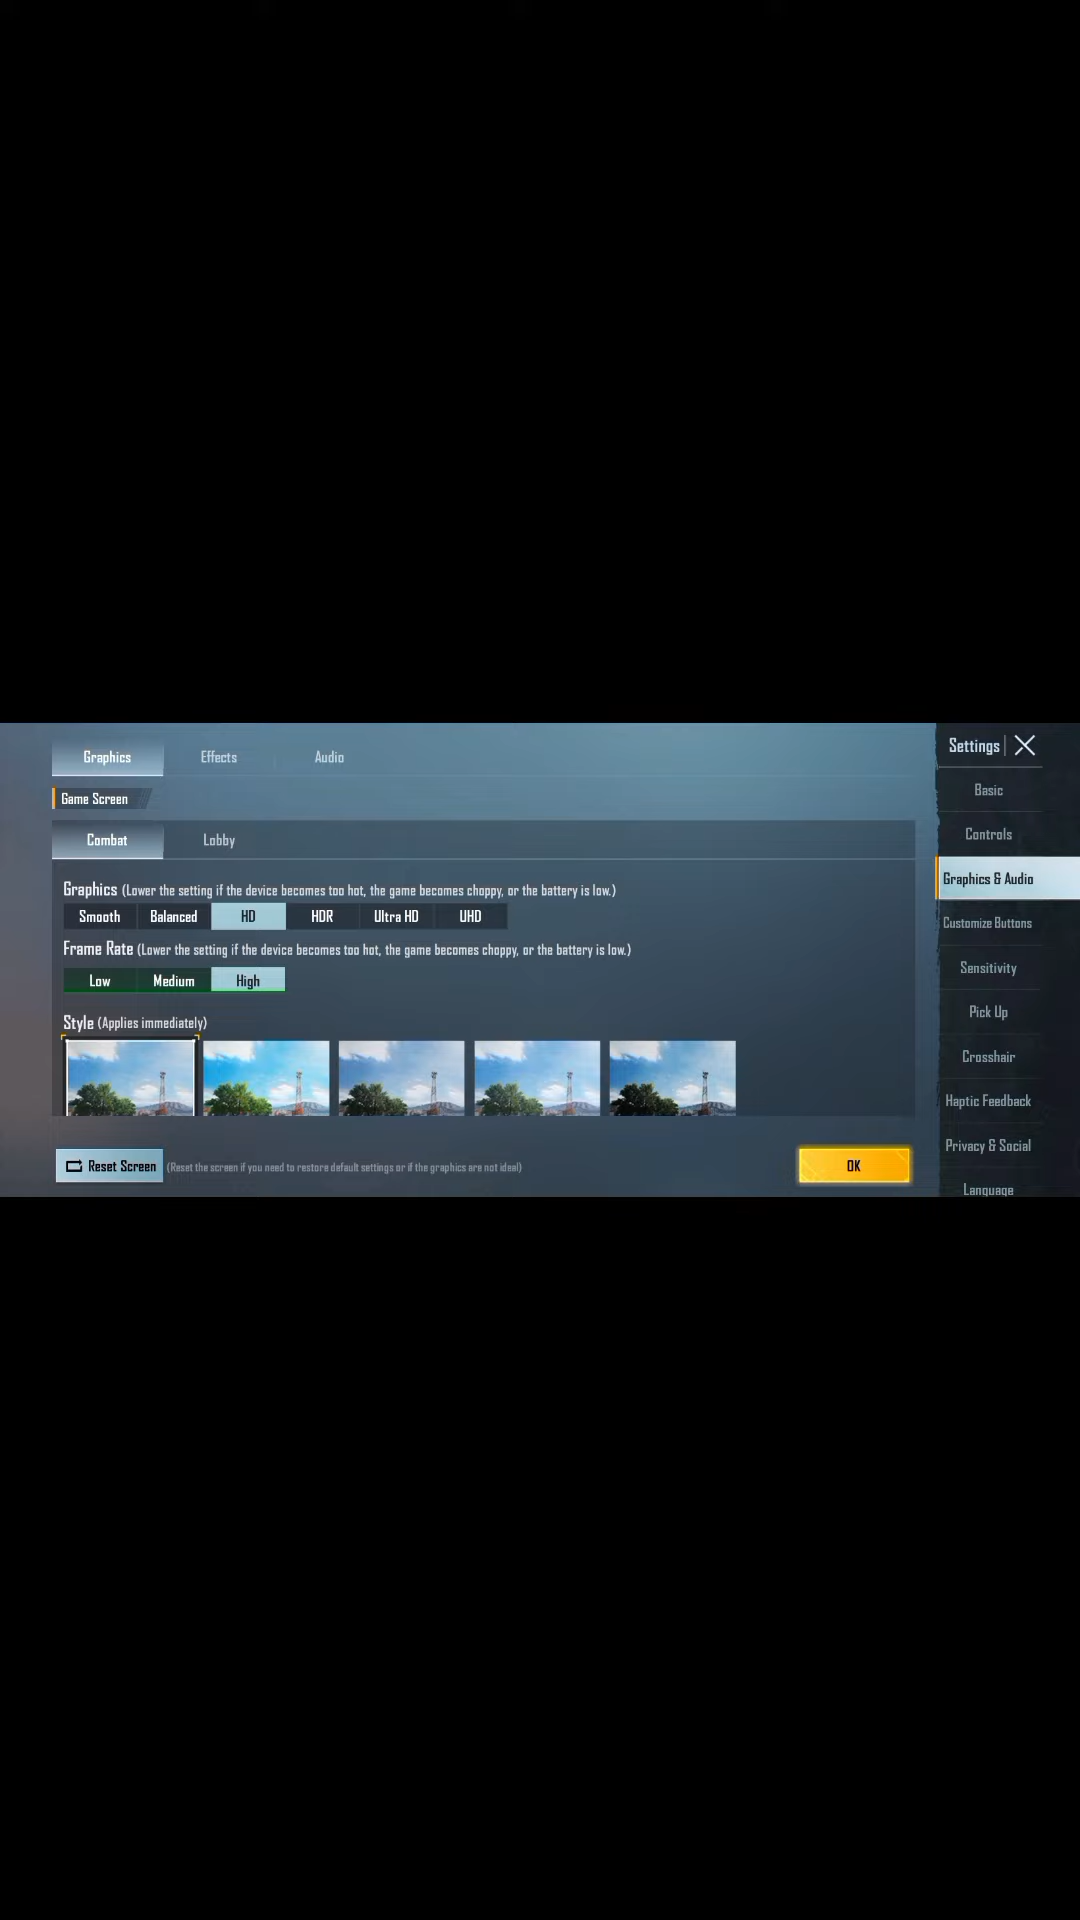 Graphics Effects Audio
Settings
Game Screen
Combat Lobby
Graphics (Lower the setting if the device becomes too hot, the game becomes choppy, or the battery is low.)
Smooth Balanced HD HDR Ultra HD UHD
Frame Rate (Lower the setting if the device becomes too hot, the game becomes choppy, or the battery is low.)
Low Medium High
Style (Applies immediately)
Reset Screen (Reset the screen if you need to restore default settings or if the graphics are not ideal)
OK
Basic
Controls
Graphics & Audio
Customize Buttons
Sensitivity
Pick Up
Crosshair
Haptic Feedback
Privacy & Social
Language